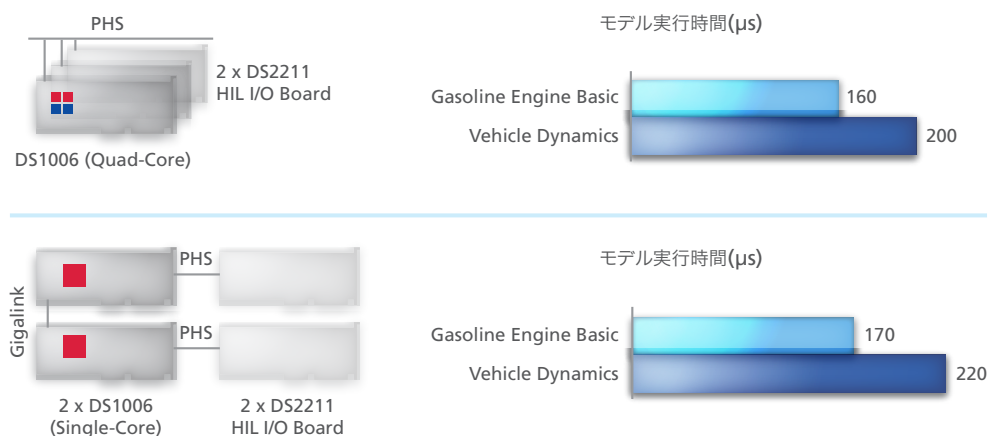 PHS
2 x DS2211
HIL I/O Board
DS1006 (Quad-Core)
モデル実行時間(μs)
Gasoline Engine Basic
160
Vehicle Dynamics
200
Gigalink
PHS
PHS
2 x DS1006
(Single-Core)
2 x DS2211
HIL I/O Board
モデル実行時間(μs)
Gasoline Engine Basic
170
Vehicle Dynamics
220